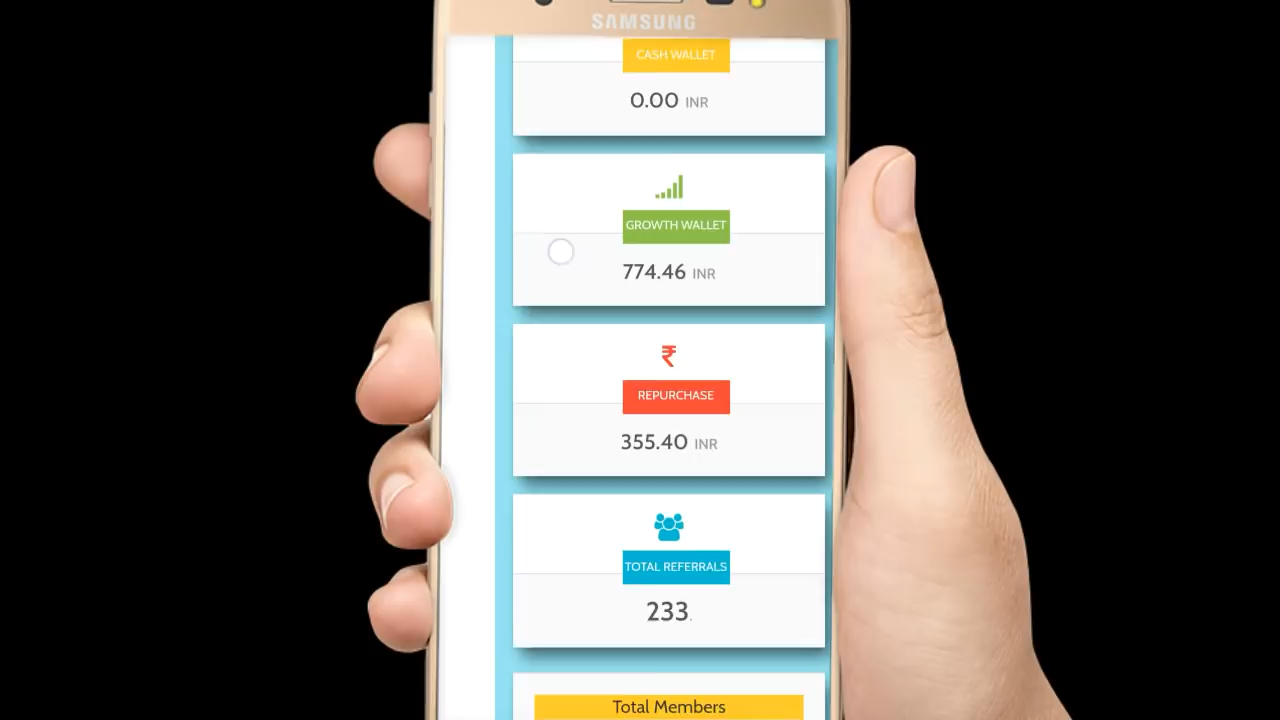 SAMSUNG
CASH WALLET
0.00 INR
GROWTH WALLET
774.46 INR
₹
REPURCHASE
355.40 INR
TOTAL REFERRALS
233.
Total Members